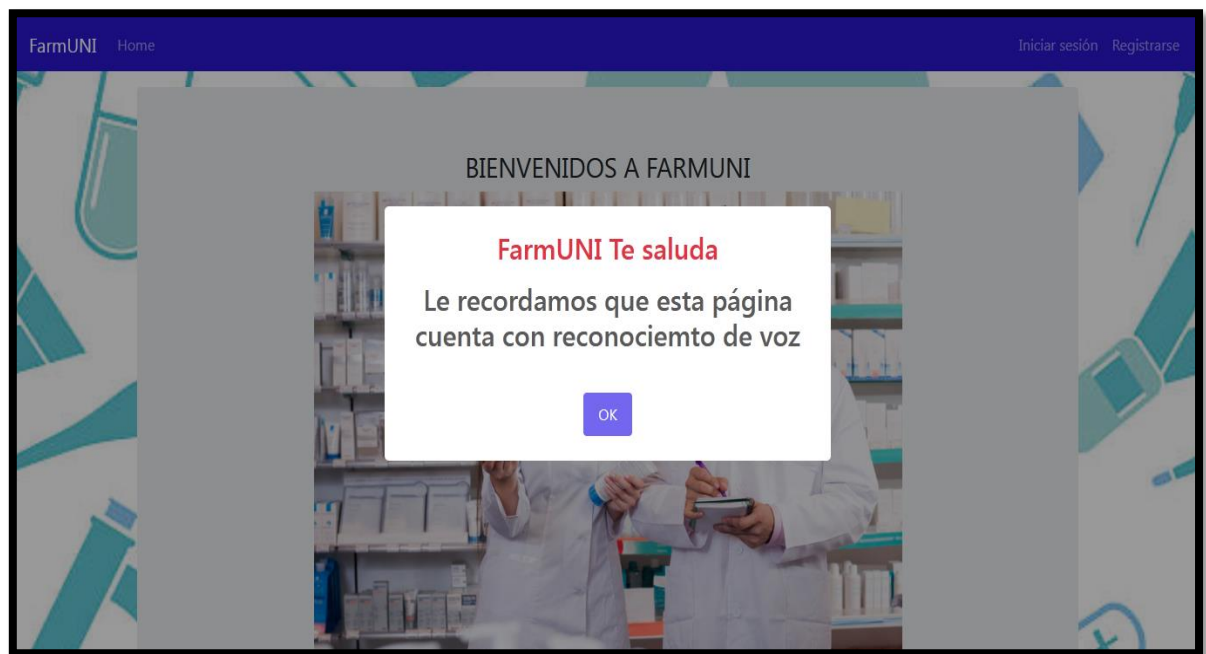 FarmUNI Home Iniciar sesión Registrarse
BIENVENIDOS A FARMUNI
FarmUNI Te saluda
Le recordamos que esta página
cuenta con reconociemto de voz
OK